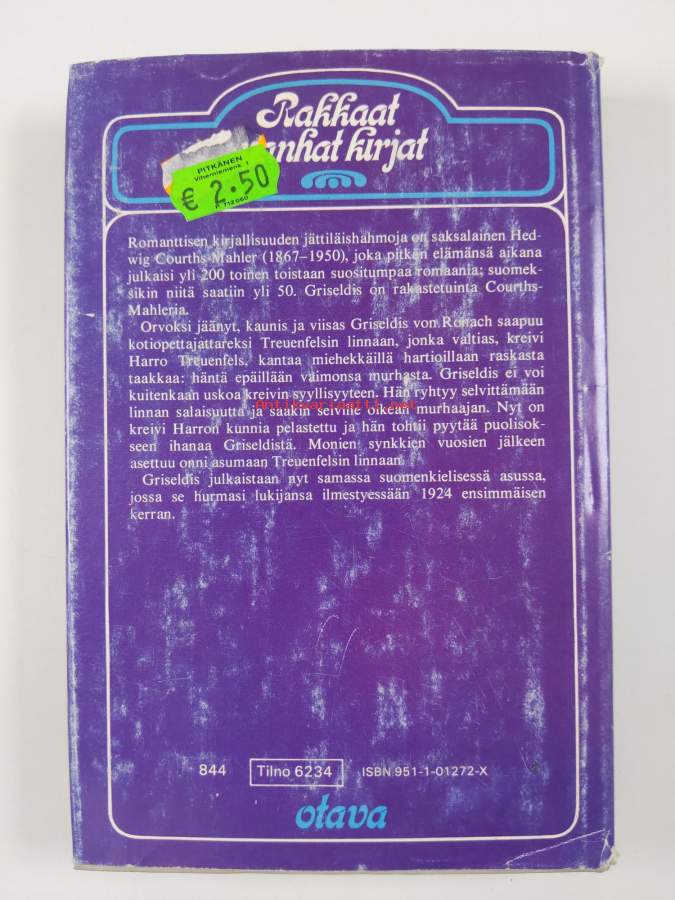 Rakkaat
vanhat kirjat
PITKÄNEN
Viherniemenk. 1
€ 2.50
P. 712060
Romanttisen kirjallisuuden jättiläishahmoja on saksalainen Hed-
wig Courths-Mahler (1867–1950), joka pitkän elämänsä aikana
julkaisi yli 200 toinen toistaan suositumpaa romaania; suomek-
sikin niitä saatiin yli 50. Griseldis on rakastetuinta Courths-
Mahleria.
Orvoksi jäänyt, kaunis ja viisas Griseldis von Ronach saapuu
kotiopettajattareksi Treuenfelsin linnaan, jonka valtias, kreivi
Harro Treuenfels, kantaa miehekkäillä hartioillaan raskasta
taakkaa: häntä epäillään vaimonsa murhasta. Griseldis ei voi
kuitenkaan uskoa kreivin syyllisyyteen. Hän ryhtyy selvittämään
linnan salaisuutta ja saakin selville oikean murhaajan. Nyt on
kreivi Harron kunnia pelastettu ja hän tohtii pyytää puolisok-
seen ihanaa Griseldistä. Monien synkkien vuosien jälkeen
asettuu onni asumaan Treuenfelsin linnaan.
Griseldis julkaistaan nyt samassa suomenkielisessä asussa,
jossa se hurmasi lukijansa ilmestyessään 1924 ensimmäisen
kerran.
844 Tilno 6234 ISBN 951-1-01272-X
otava